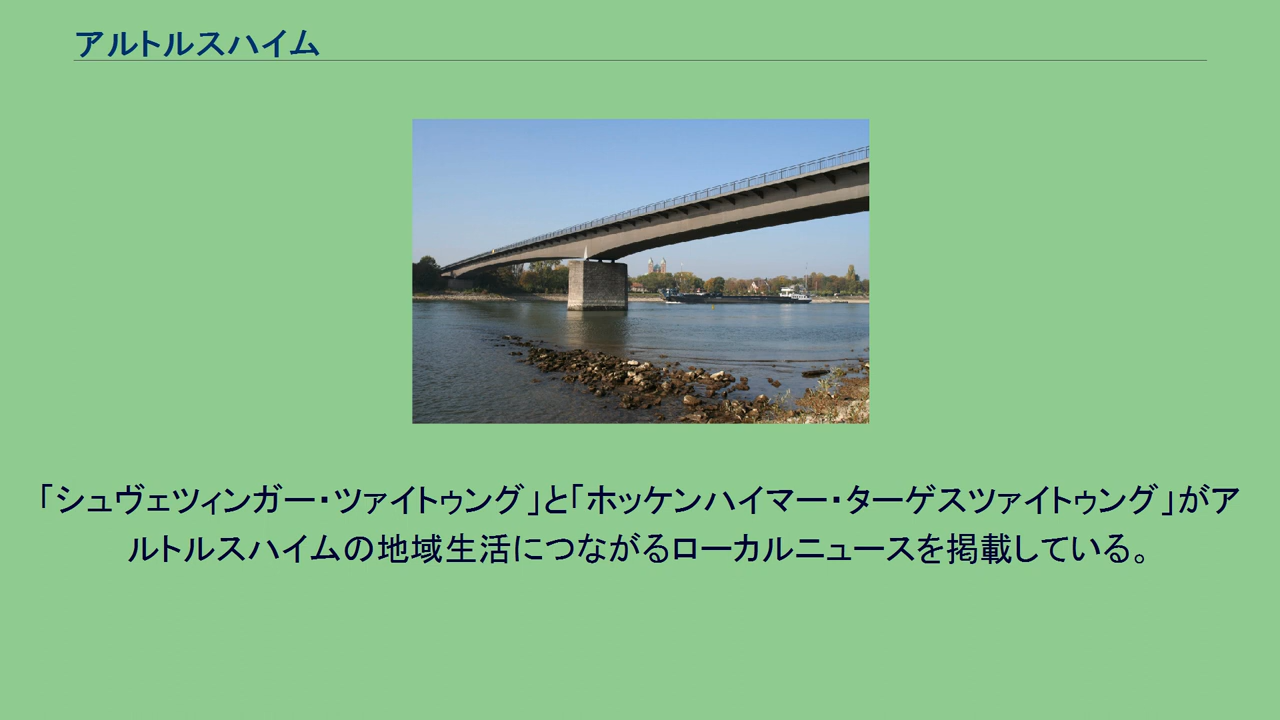 アルトルスハイム
「シュヴェツィンガー・ツァイトゥング」と「ホッケンハイマー・ターゲスツァイトゥング」がア
ルトルスハイムの地域生活につながるローカルニュースを掲載している。